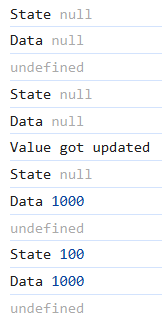 State null
Data null
undefined
State null
Data null
Value got updated
State null
Data 1000
undefined
State 100
Data 1000
undefined